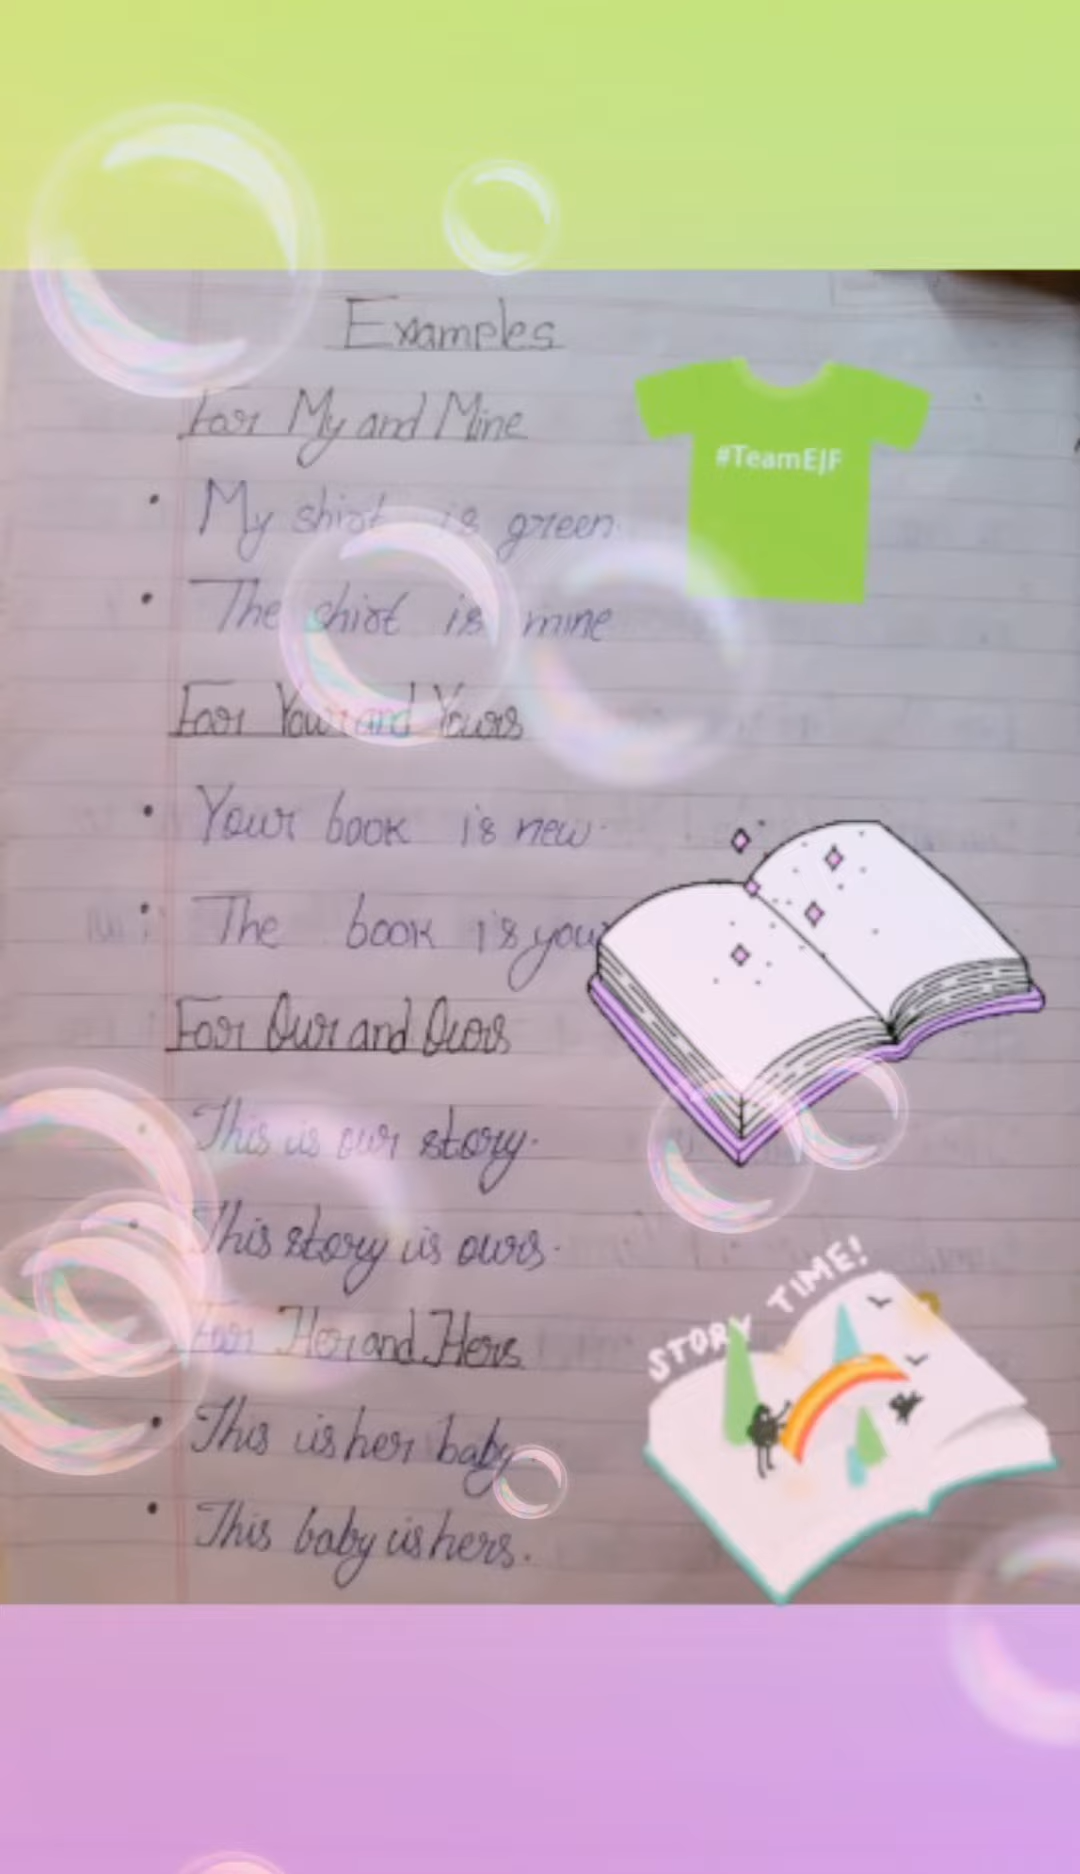 Examples
For My and Mine
• My shirt is green.
#TeamEJF
• The shirt is mine
For Your and Yours
• Your book is new.
• The book is
For Our and Ours
• This is our story.
• This story is ours.
STORY TIME!
For Her and Hers
• This is her baby
• This baby is hers.